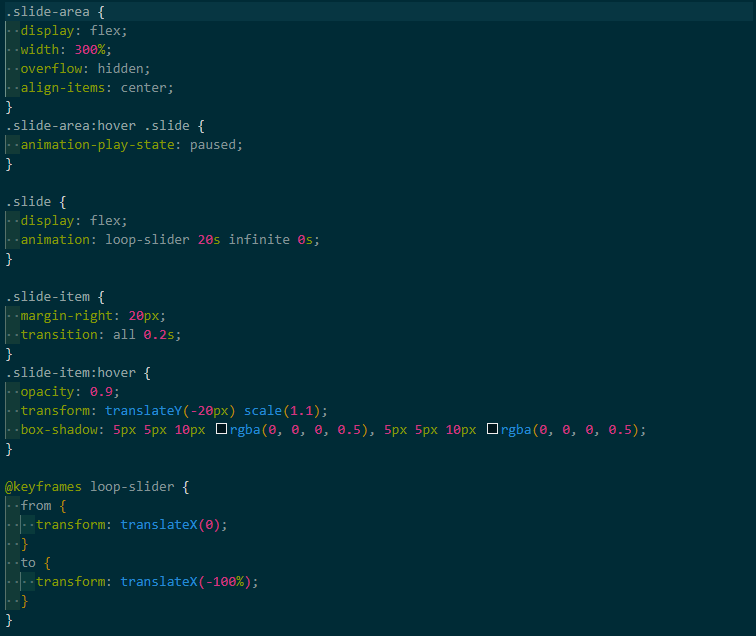 .slide-area {
  display: flex;
  width: 300%;
  overflow: hidden;
  align-items: center;
}
.slide-area:hover .slide {
  animation-play-state: paused;
}

.slide {
  display: flex;
  animation: loop-slider 20s infinite 0s;
}

.slide-item {
  margin-right: 20px;
  transition: all 0.2s;
}
.slide-item:hover {
  opacity: 0.9;
  transform: translateY(-20px) scale(1.1);
  box-shadow: 5px 5px 10px rgba(0, 0, 0, 0.5), 5px 5px 10px rgba(0, 0, 0, 0.5);
}

@keyframes loop-slider {
  from {
    transform: translateX(0);
  }
  to {
    transform: translateX(-100%);
  }
}